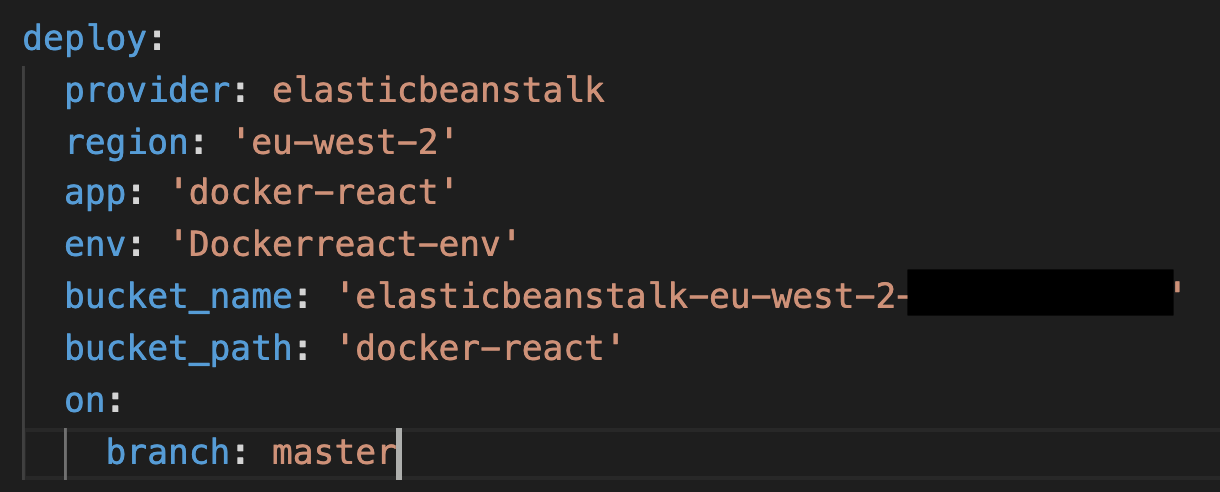 deploy:
provider: elasticbeanstalk
region: 'eu-west-2'
app: 'docker-react'
env: 'Dockerreact-env'
bucket_name: 'elasticbeanstalk-eu-west-2-'
bucket_path: 'docker-react'
on:
branch: master